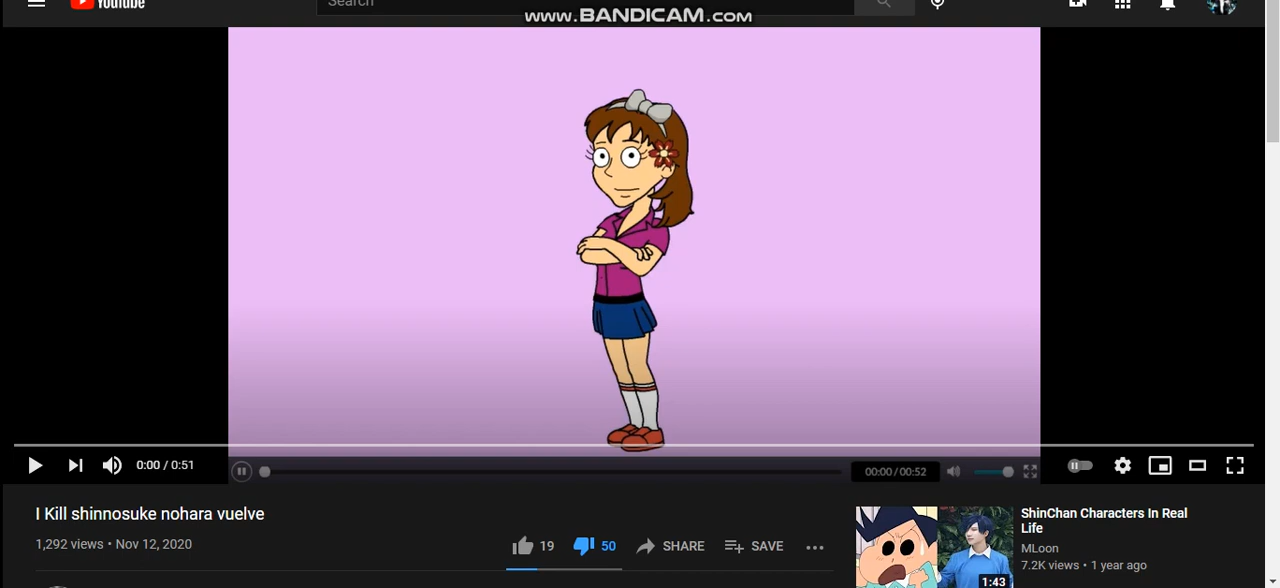 YouTube
Search
www.BANDICAM.com
0:00 / 0:51
00:00 / 00:52
I Kill shinnosuke nohara vuelve
1,292 views • Nov 12, 2020
19
50
SHARE
SAVE
ShinChan Characters In Real
Life
MLoon
7.2K views • 1 year ago
1:43